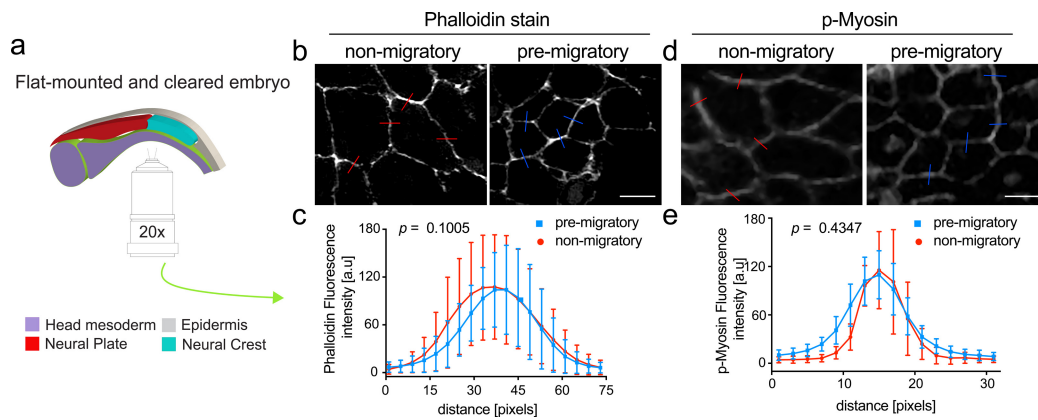 a
Flat-mounted and cleared embryo
20x
Head mesoderm
Epidermis
Neural Plate
Neural Crest
Phalloidin stain
b
non-migratory
pre-migratory
c
p = 0.1005
pre-migratory
non-migratory
Phalloidin Fluorescence
intensity [a.u]
180
120
60
0
0 15 30 45 60 75
distance [pixels]
p-Myosin
d
non-migratory
pre-migratory
e
p = 0.4347
pre-migratory
non-migratory
p-Myosin Fluorescence
intensity [a.u]
180
120
60
0
0 10 20 30
distance [pixels]